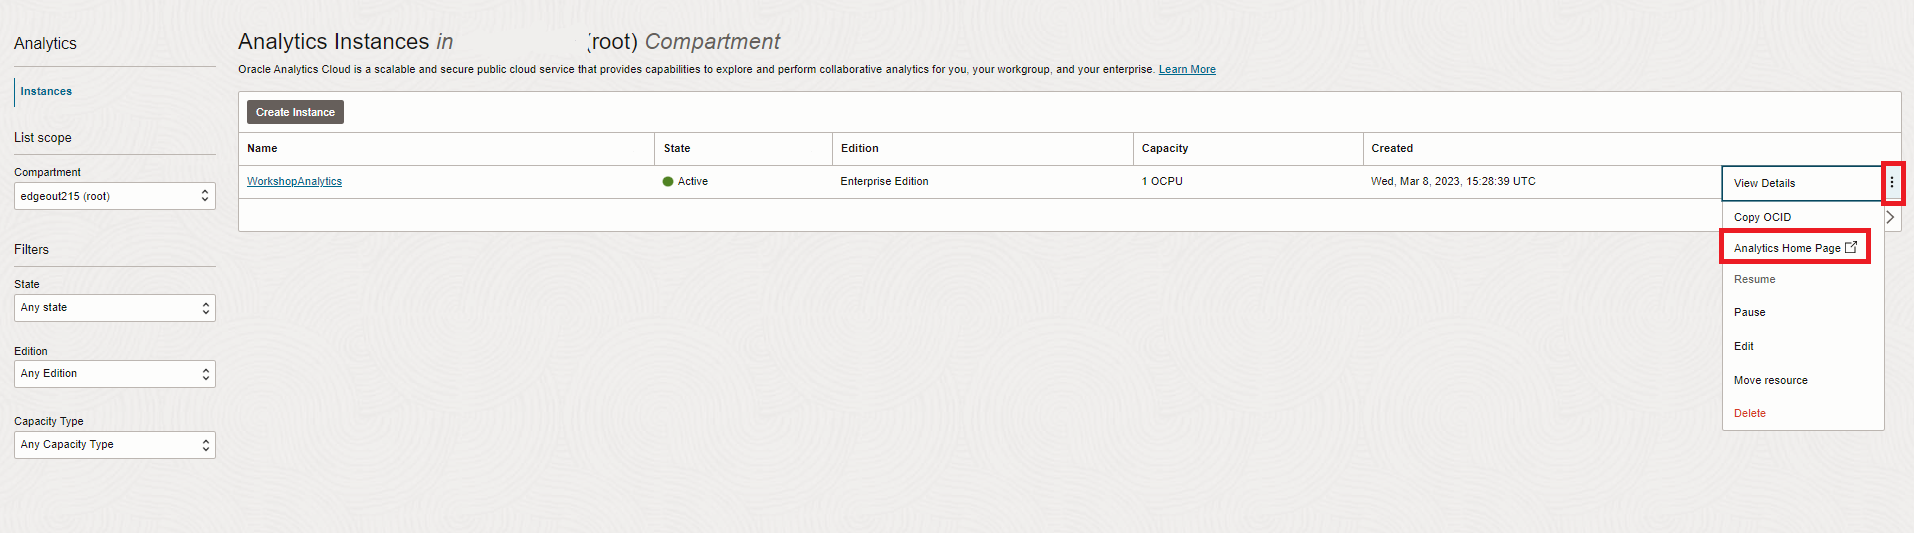 Analytics
Instances
List scope
Compartment
edgeout215 (root)
Filters
State
Any state
Edition
Any Edition
Capacity Type
Any Capacity Type
Analytics Instances in (root) Compartment
Oracle Analytics Cloud is a scalable and secure public cloud service that provides capabilities to explore and perform collaborative analytics for you, your workgroup, and your enterprise. Learn More
Create Instance
Name State Edition Capacity Created
WorkshopAnalytics Active Enterprise Edition 1 OCPU Wed, Mar 8, 2023, 15:28:39 UTC
View Details
Copy OCID
Analytics Home Page
Resume
Pause
Edit
Move resource
Delete